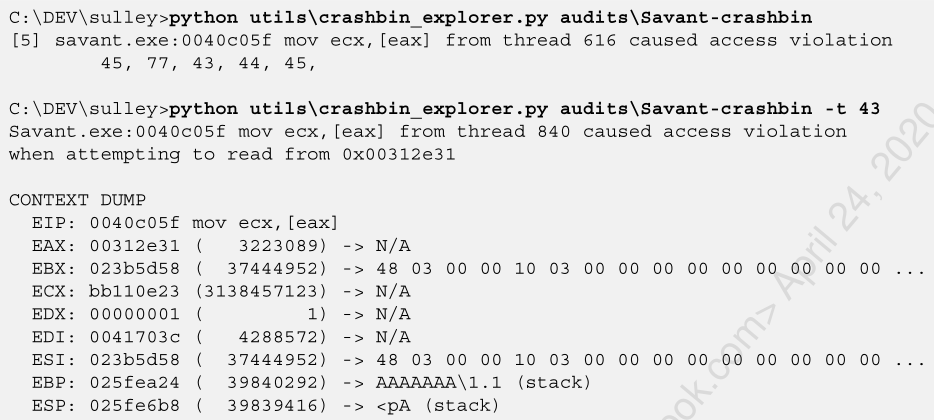 C:\DEV\sulley>python utils\crashbin_explorer.py audits\Savant-crashbin
[5] savant.exe:0040c05f mov ecx,[eax] from thread 616 caused access violation
45, 77, 43, 44, 45,
C:\DEV\sulley>python utils\crashbin_explorer.py audits\Savant-crashbin -t 43
Savant.exe:0040c05f mov ecx,[eax] from thread 840 caused access violation
when attempting to read from 0x00312e31
CONTEXT DUMP
EIP: 0040c05f mov ecx,[eax]
EAX: 00312e31 (   3223089) -> N/A
EBX: 023b5d58 (  37444952) -> 48 03 00 00 10 03 00 00 00 00 00 00 00 00 00 ...
ECX: bb110e23 (3138457123) -> N/A
EDX: 00000001 (         1) -> N/A
EDI: 0041703c (   4288572) -> N/A
ESI: 023b5d58 (  37444952) -> 48 03 00 00 10 03 00 00 00 00 00 00 00 00 00 ...
EBP: 025fea24 (  39840292) -> AAAAAAA\1.1 (stack)
ESP: 025fe6b8 (  39839416) -> <pA (stack)
ook.com> April 24, 2020